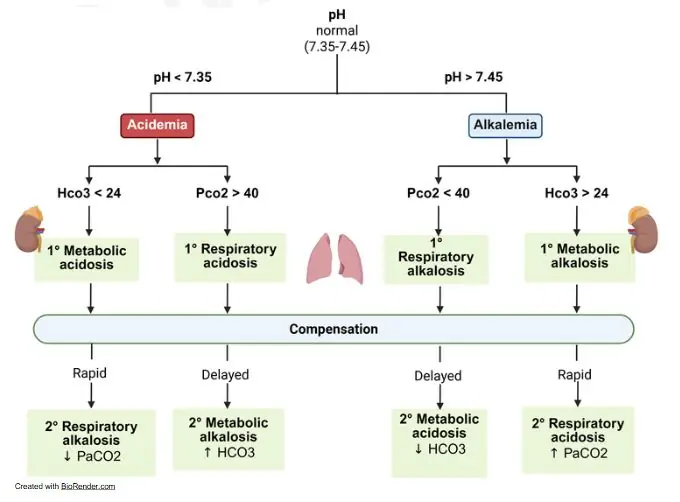 pH
normal
(7.35-7.45)
pH < 7.35
pH > 7.45
Acidemia
Alkalemia
Hco3 < 24
Pco2 > 40
Pco2 < 40
Hco3 > 24
1° Metabolic
acidosis
1° Respiratory
acidosis
1°
Respiratory
alkalosis
1° Metabolic
alkalosis
Compensation
Rapid
Delayed
Delayed
Rapid
2° Respiratory
alkalosis
↓ PaCO2
2° Metabolic
alkalosis
↑ HCO3
2° Metabolic
acidosis
↓ HCO3
2° Respiratory
acidosis
↑ PaCO2
Created with BioRender.com